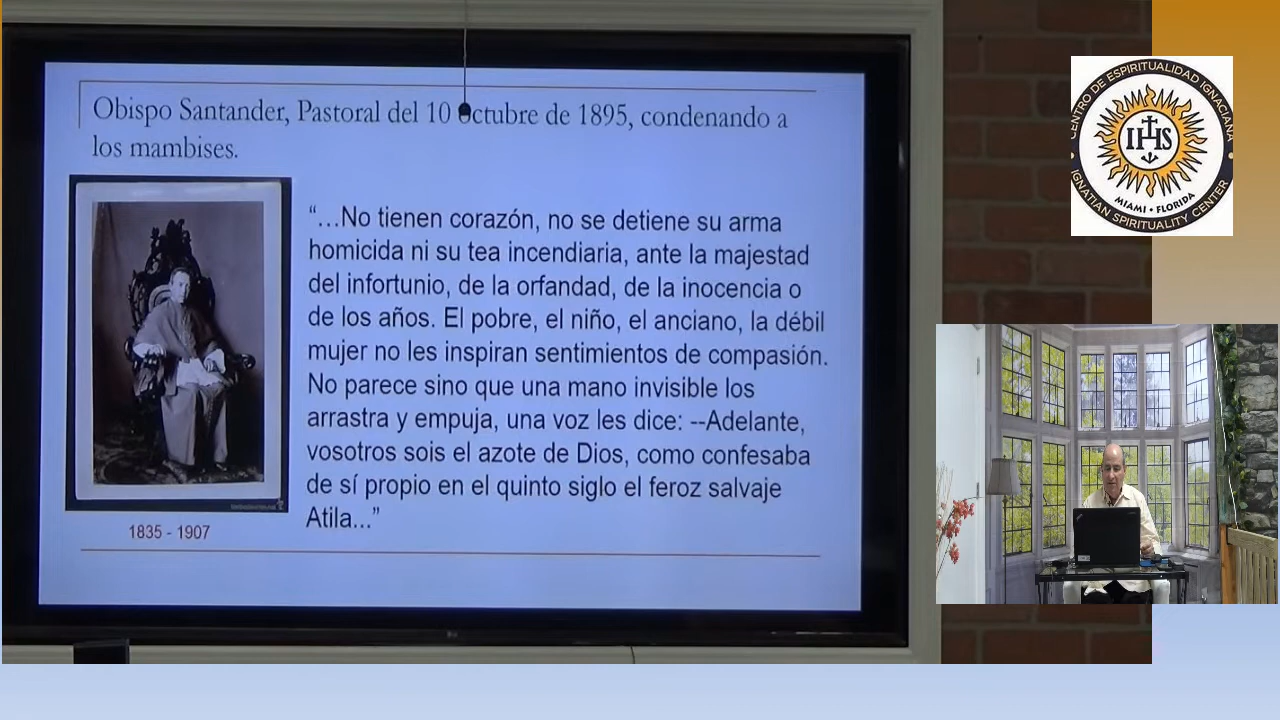 Obispo Santander, Pastoral del 10 octubre de 1895, condenando a
los mambises.
“…No tienen corazón, no se detiene su arma
homicida ni su tea incendiaria, ante la majestad
del infortunio, de la orfandad, de la inocencia o
de los años. El pobre, el niño, el anciano, la débil
mujer no les inspiran sentimientos de compasión.
No parece sino que una mano invisible los
arrastra y empuja, una voz les dice: --Adelante,
vosotros sois el azote de Dios, como confesaba
de sí propio en el quinto siglo el feroz salvaje
Atila...”
1835 - 1907
CENTRO DE ESPIRITUALIDAD IGNACIANA
IHS
MIAMI • FLORIDA
IGNATIAN SPIRITUALITY CENTER